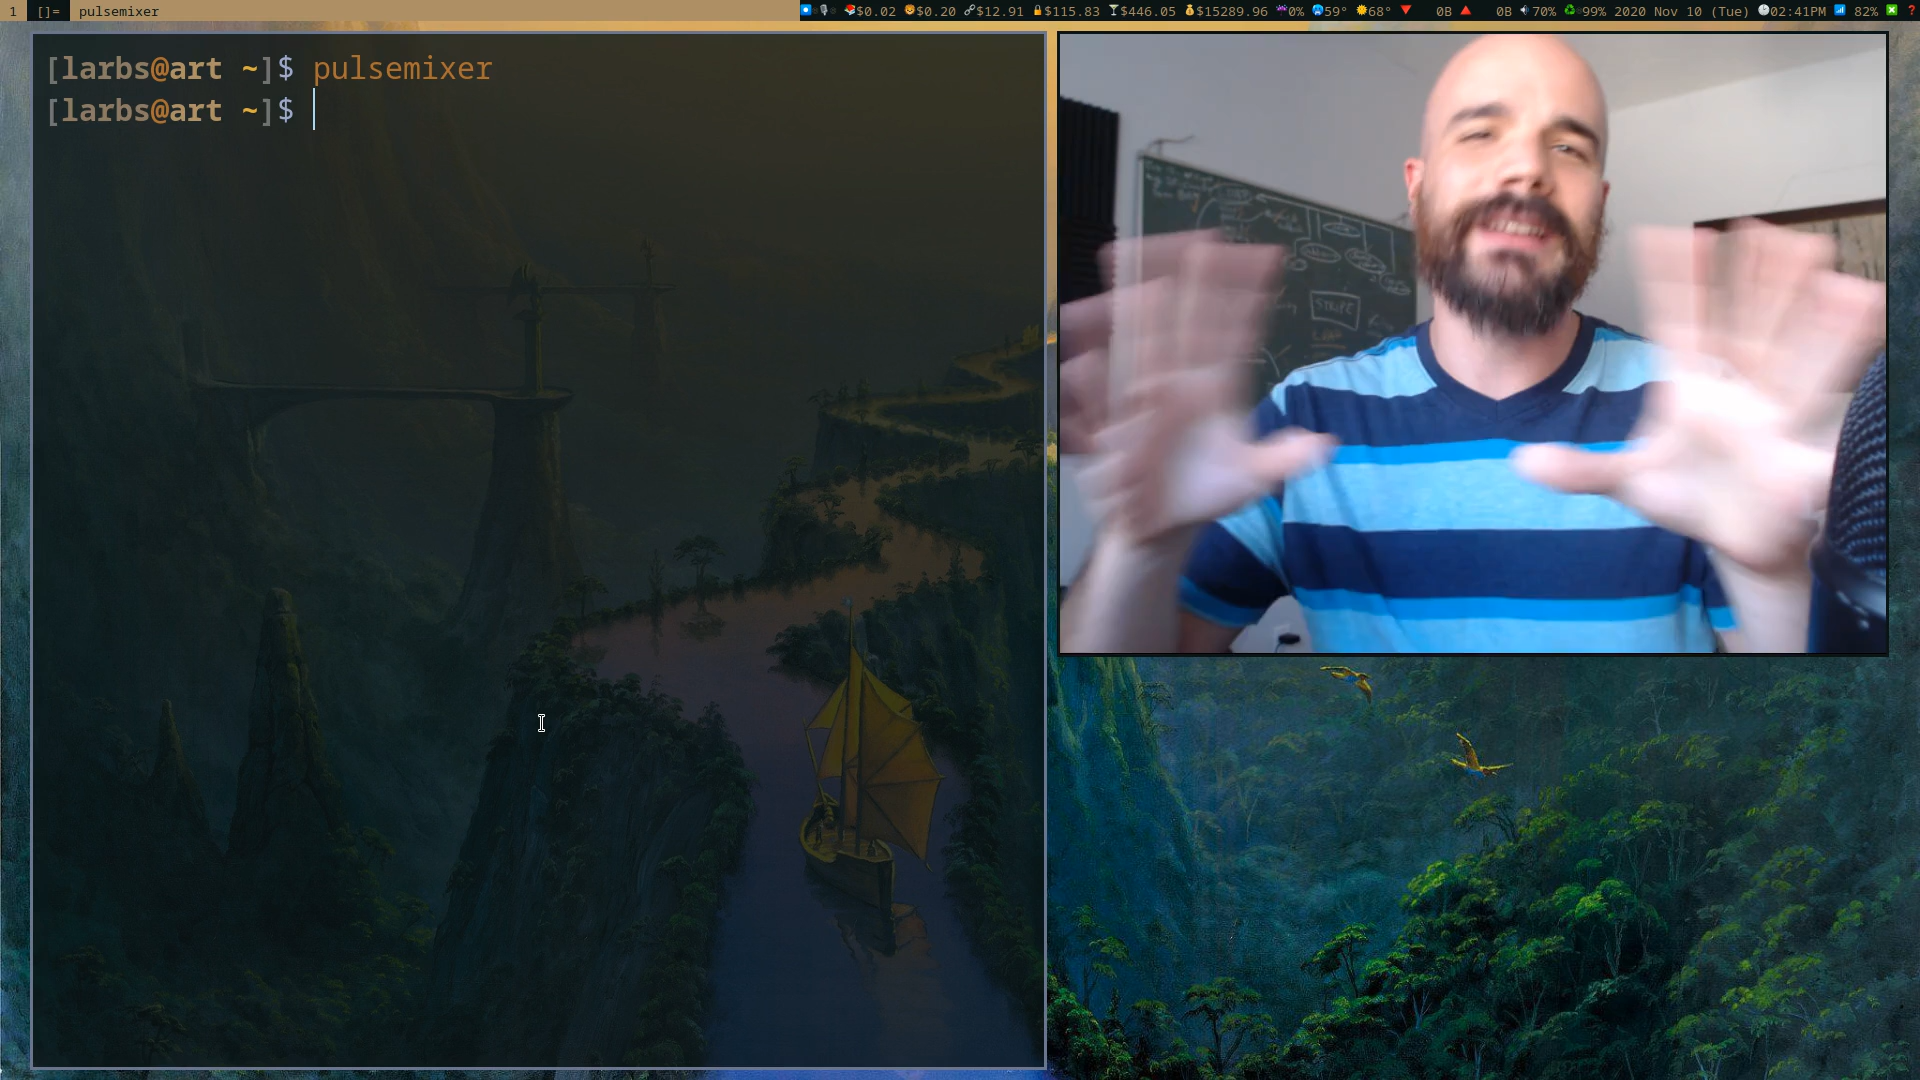 1 []= pulsemixer $0.02 $0.20 $12.91 $115.83 $446.05 $15289.96 0% 59° 68° 0B 0B 70% 99% 2020 Nov 10 (Tue) 02:41PM 82% ?
[larbs@art ~]$ pulsemixer
[larbs@art ~]$
STRIPE